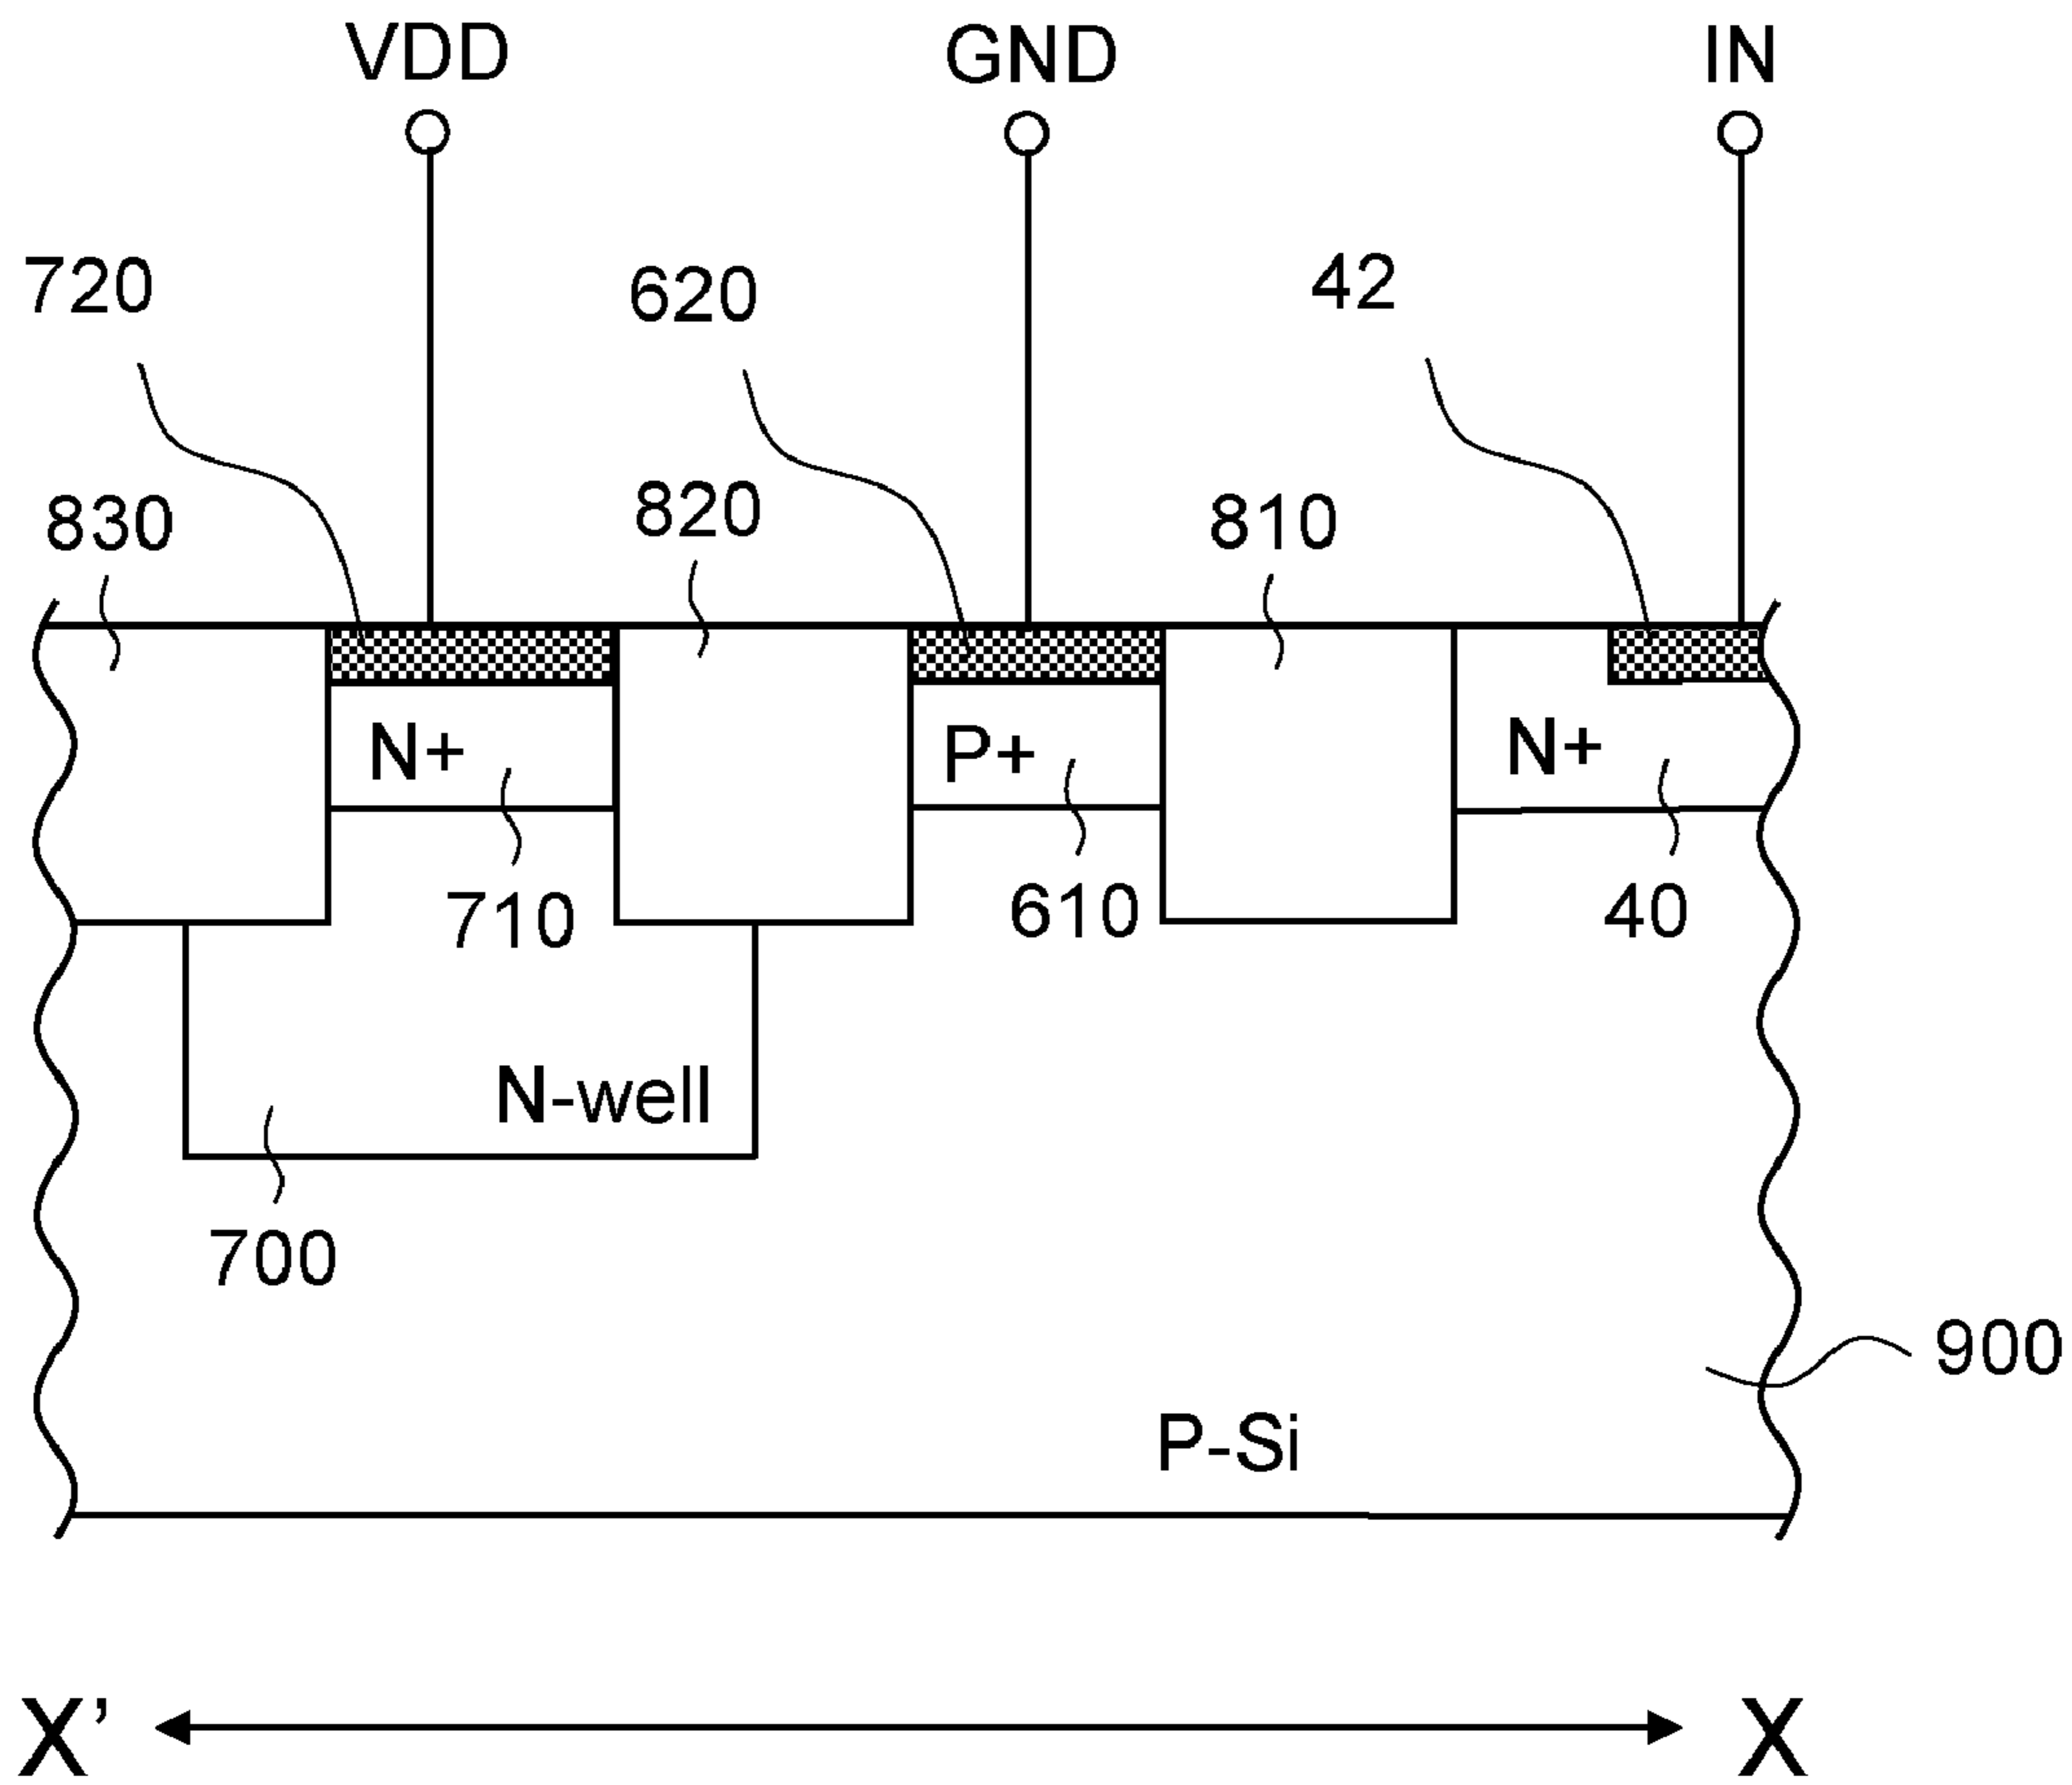 VDD GND IN
720 620 42
830 820 810
N+ P+ N+
710 610 40
N-well
700
900
P-Si
X’ X